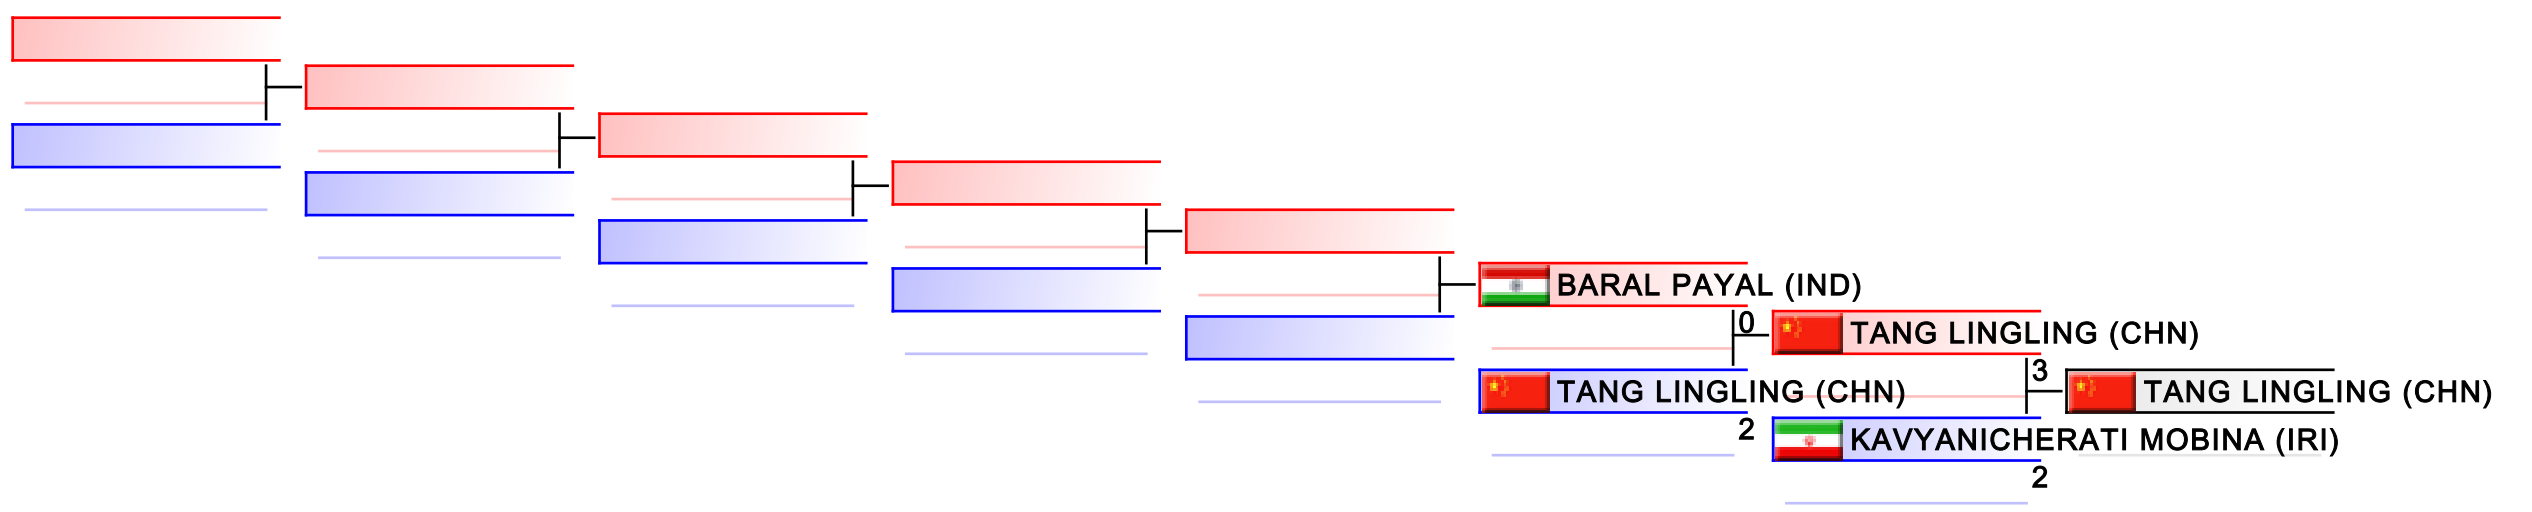 BARAL PAYAL (IND)
0
TANG LINGLING (CHN)
3
TANG LINGLING (CHN)
TANG LINGLING (CHN)
2
KAVYANICHERATI MOBINA (IRI)
2